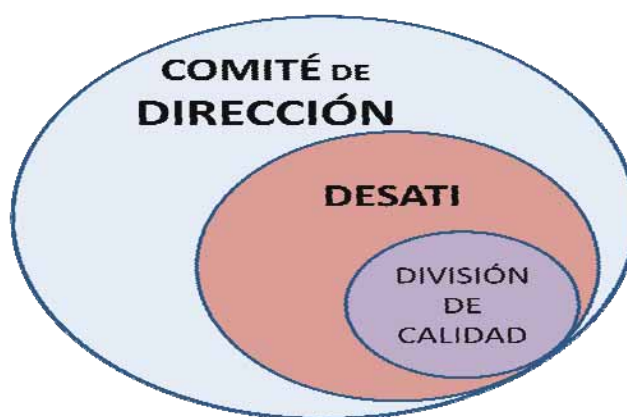 COMITÉ DE
DIRECCIÓN
DESATI
DIVISIÓN
DE
CALIDAD